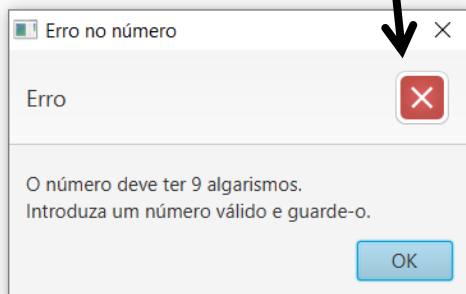 Erro no número
Erro
O número deve ter 9 algarismos.
Introduza um número válido e guarde-o.
OK